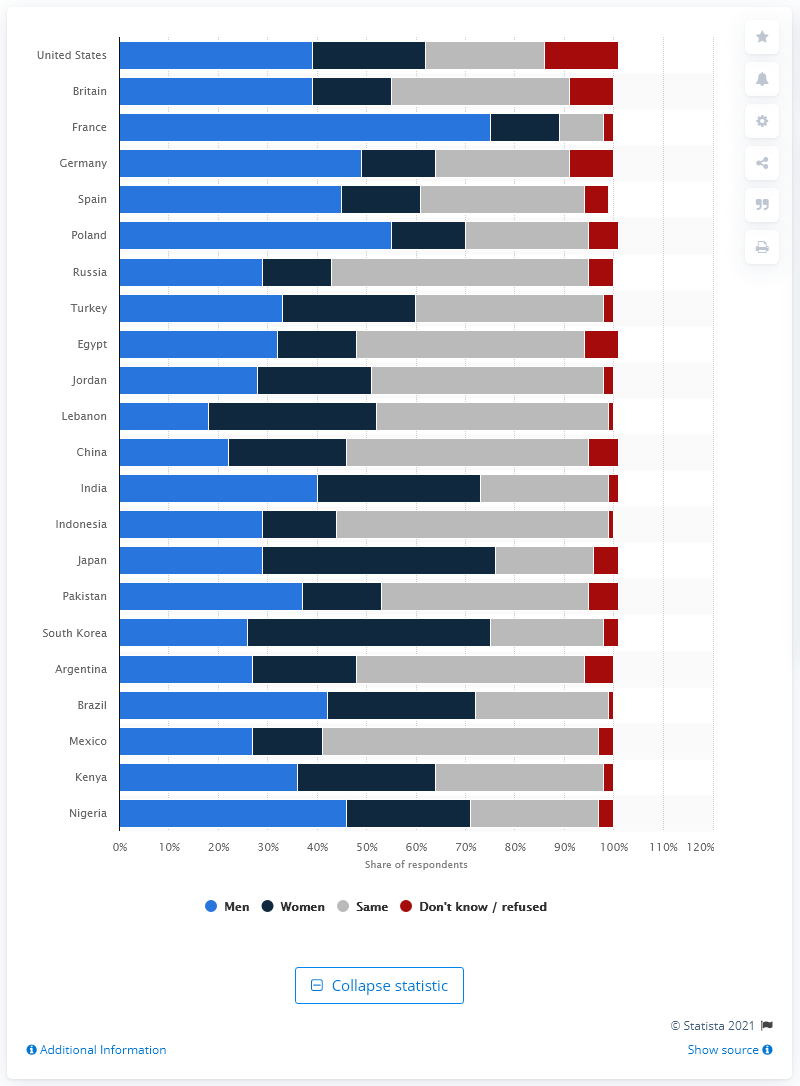 United States
Britain
France
Germany
Spain
Poland
Russia
Turkey
Egypt
Jordan
Lebanon
China
India
Indonesia
Japan
Pakistan
South Korea
Argentina
Brazil
Mexico
Kenya
Nigeria
0% 10% 20% 30% 40% 50% 60% 70% 80% 90% 100% 110% 120%
Share of respondents
Men Women Same Don't know / refused
Collapse statistic
© Statista 2021
Additional Information Show source